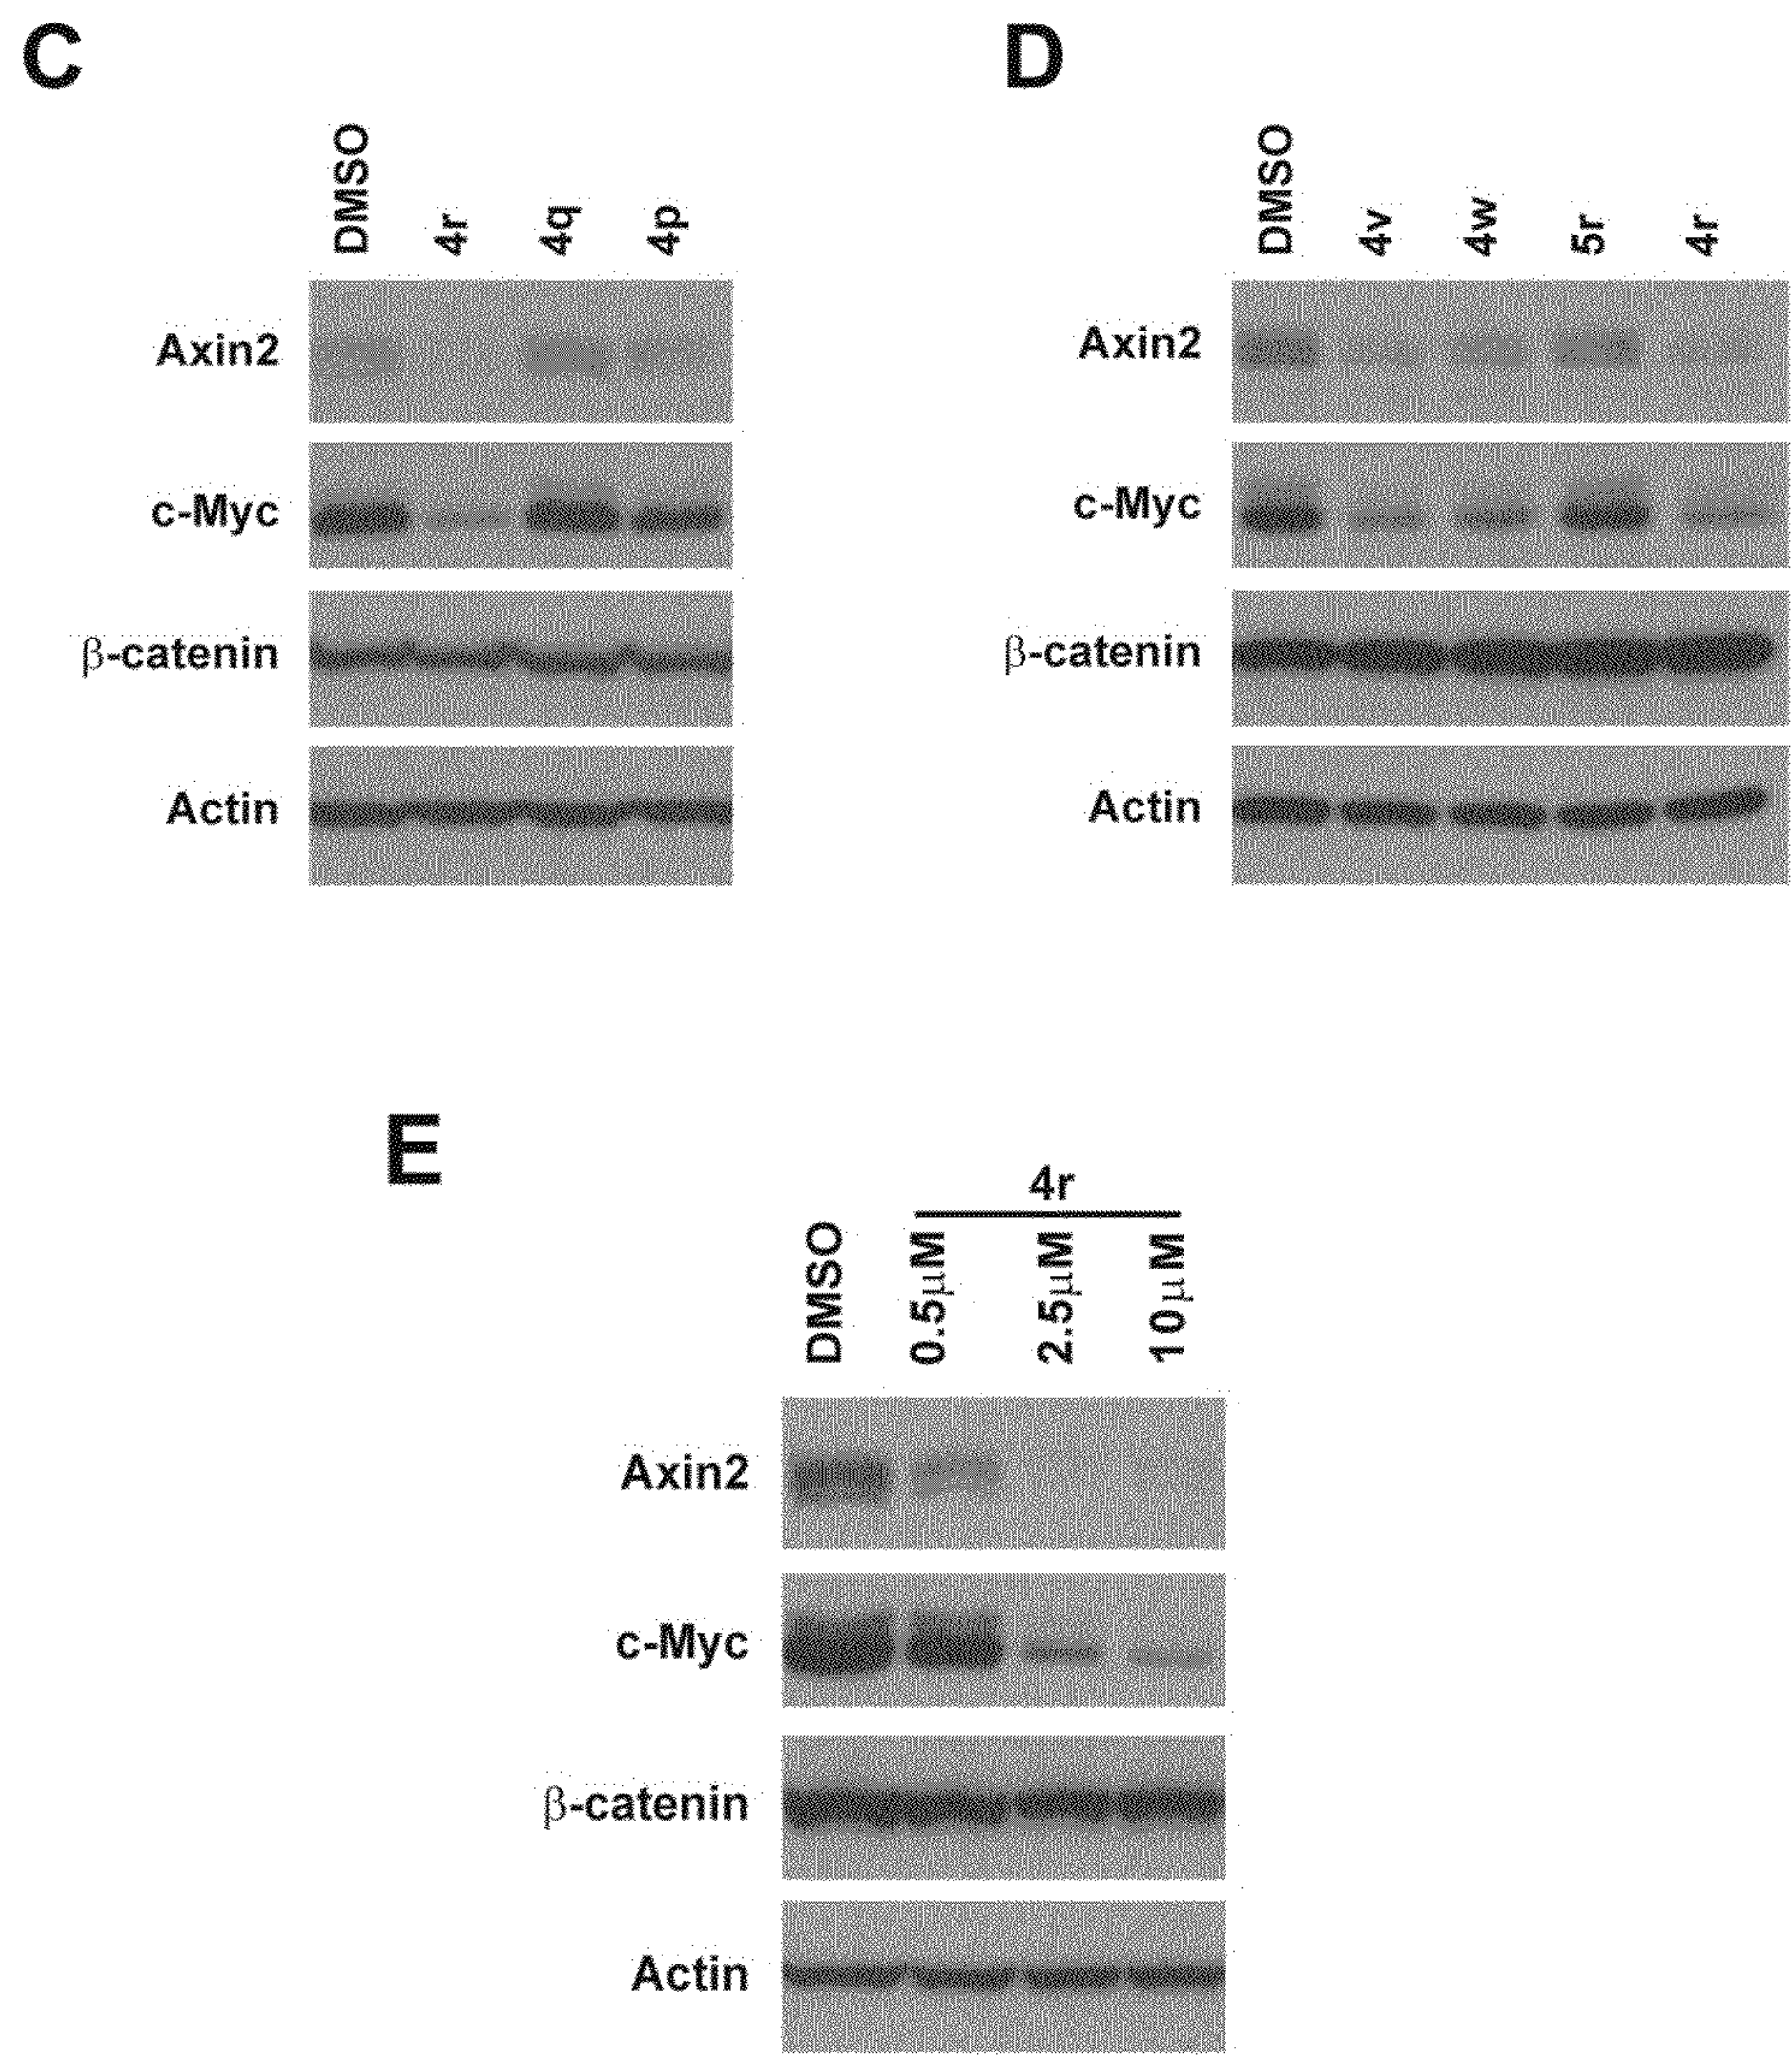 C
DMSO 4r 4q 4p
Axin2
c-Myc
β-catenin
Actin
D
DMSO 4v 4w 5r 4r
Axin2
c-Myc
β-catenin
Actin
E
4r
DMSO 0.5μM 2.5μM 10μM
Axin2
c-Myc
β-catenin
Actin